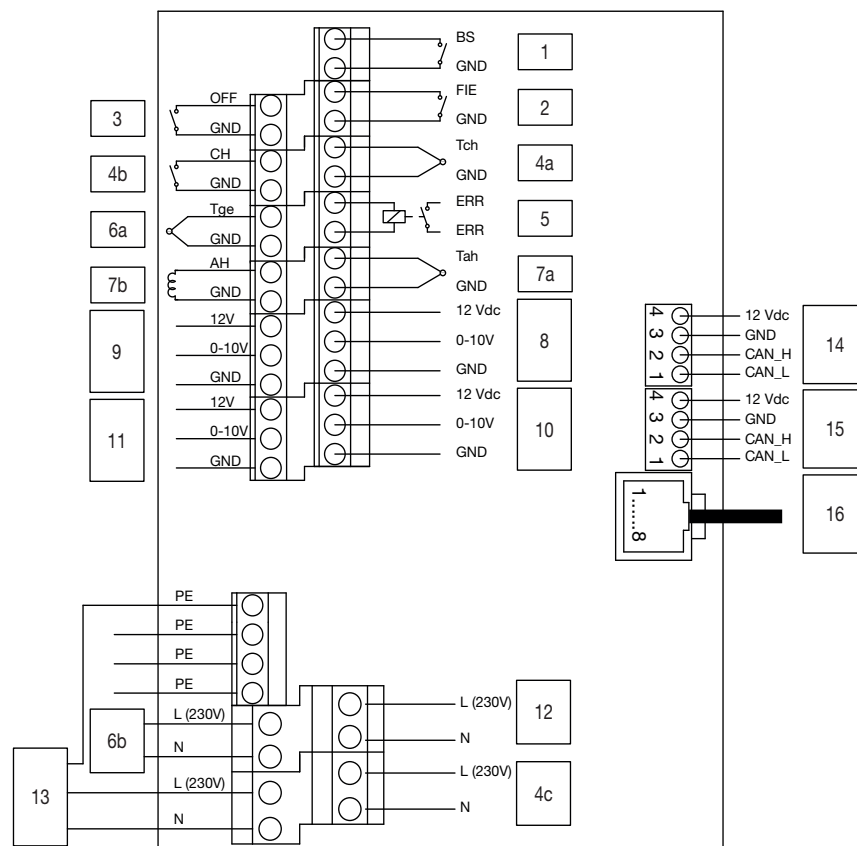 BS
GND
1
FIE
GND
2
OFF
GND
3
Tch
GND
4a
CH
GND
4b
ERR
ERR
5
Tge
GND
6a
Tah
GND
7a
AH
GND
7b
12 Vdc
0-10V
GND
8
12V
0-10V
GND
9
12 Vdc
0-10V
GND
10
12V
0-10V
GND
11
4 12 Vdc
3 GND
2 CAN_H
1 CAN_L
14
4 12 Vdc
3 GND
2 CAN_H
1 CAN_L
15
1......8
16
PE
PE
PE
PE
L (230V)
N
6b
L (230V)
N
13
L (230V)
N
12
L (230V)
N
4c